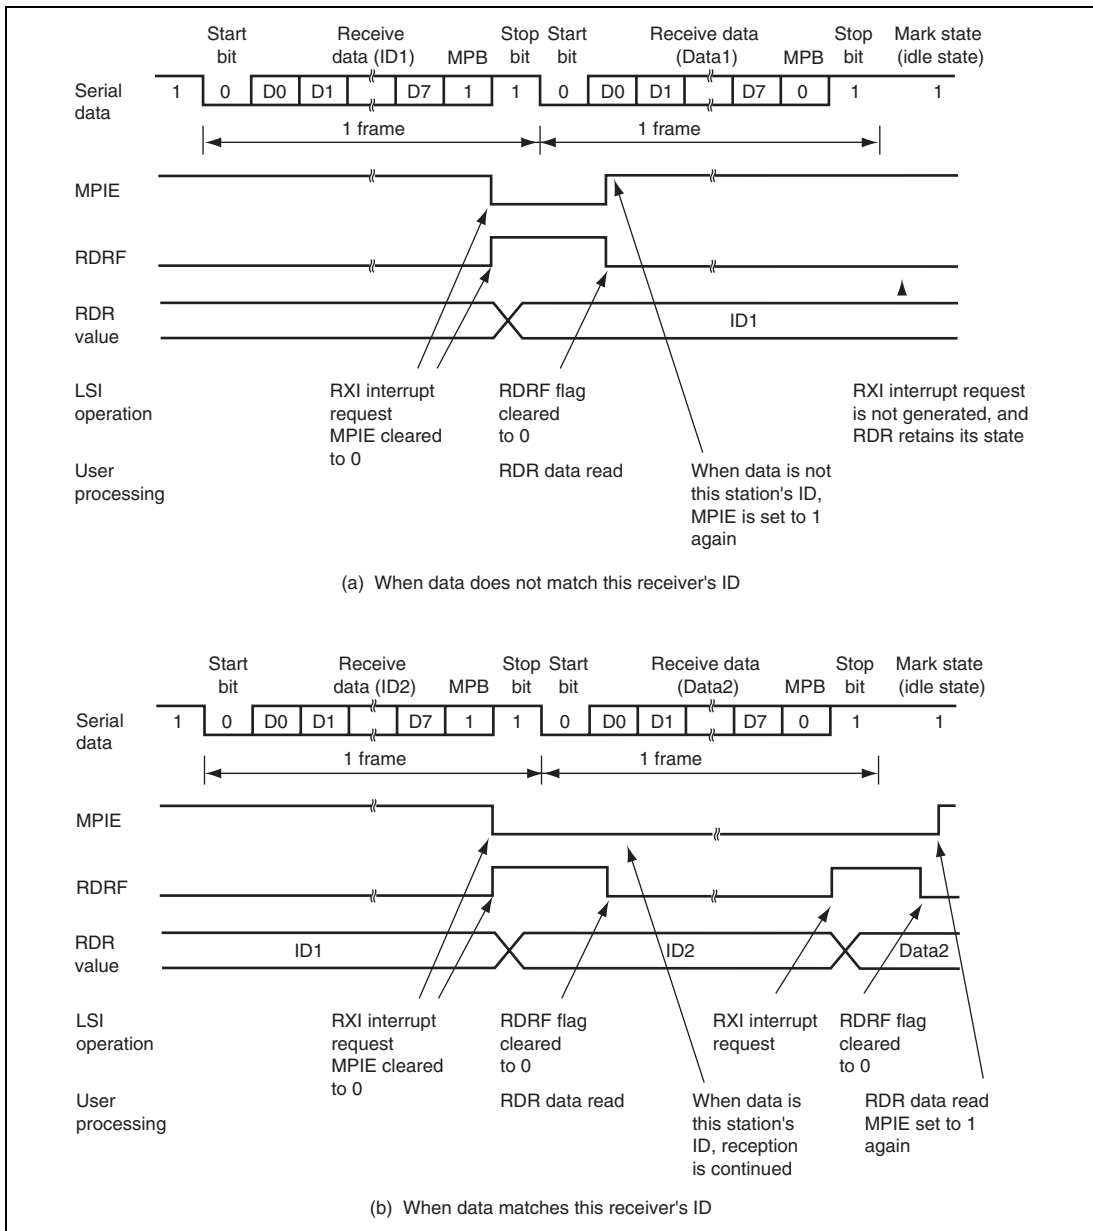 Start Receive Stop Start Receive data Stop Mark state
bit data (ID1) MPB bit bit (Data1) MPB bit (idle state)
Serial data 1 0 D0 D1 D7 1 1 0 D0 D1 D7 0 1 1
1 frame 1 frame
MPIE
RDRF
RDR value ID1
LSI operation
RXI interrupt
request
MPIE cleared
to 0
RDRF flag
cleared
to 0
RXI interrupt request
is not generated, and
RDR retains its state
User processing
RDR data read
When data is not
this station's ID,
MPIE is set to 1
again
(a) When data does not match this receiver's ID
Start Receive Stop Start Receive data Stop Mark state
bit data (ID2) MPB bit bit (Data2) MPB bit (idle state)
Serial data 1 0 D0 D1 D7 1 1 0 D0 D1 D7 0 1 1
1 frame 1 frame
MPIE
RDRF
RDR value ID1 ID2 Data2
LSI operation
RXI interrupt
request
MPIE cleared
to 0
RDRF flag
cleared
to 0
RXI interrupt
request
RDRF flag
cleared
to 0
User processing
RDR data read
When data is
this station's
ID, reception
is continued
RDR data read
MPIE set to 1
again
(b) When data matches this receiver's ID